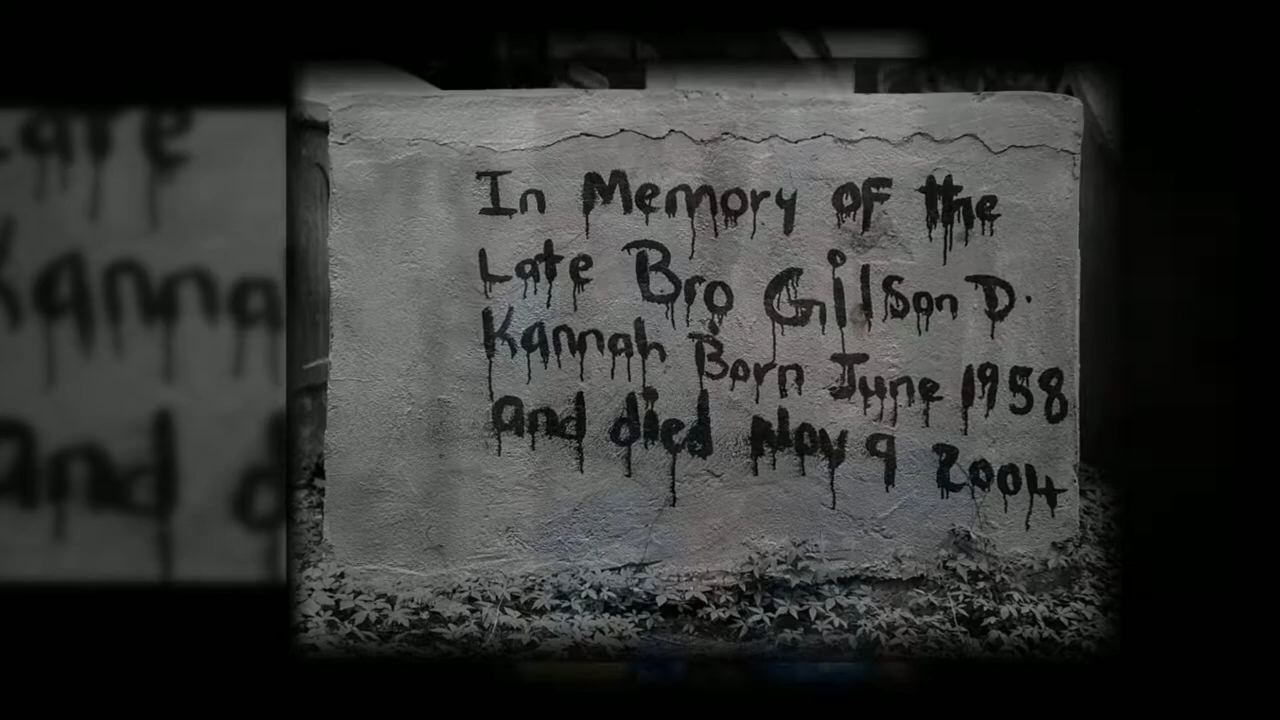 In Memory of the
Late Bro Gilson D.
Kannah Born June 1958
and died Nov 9 2004